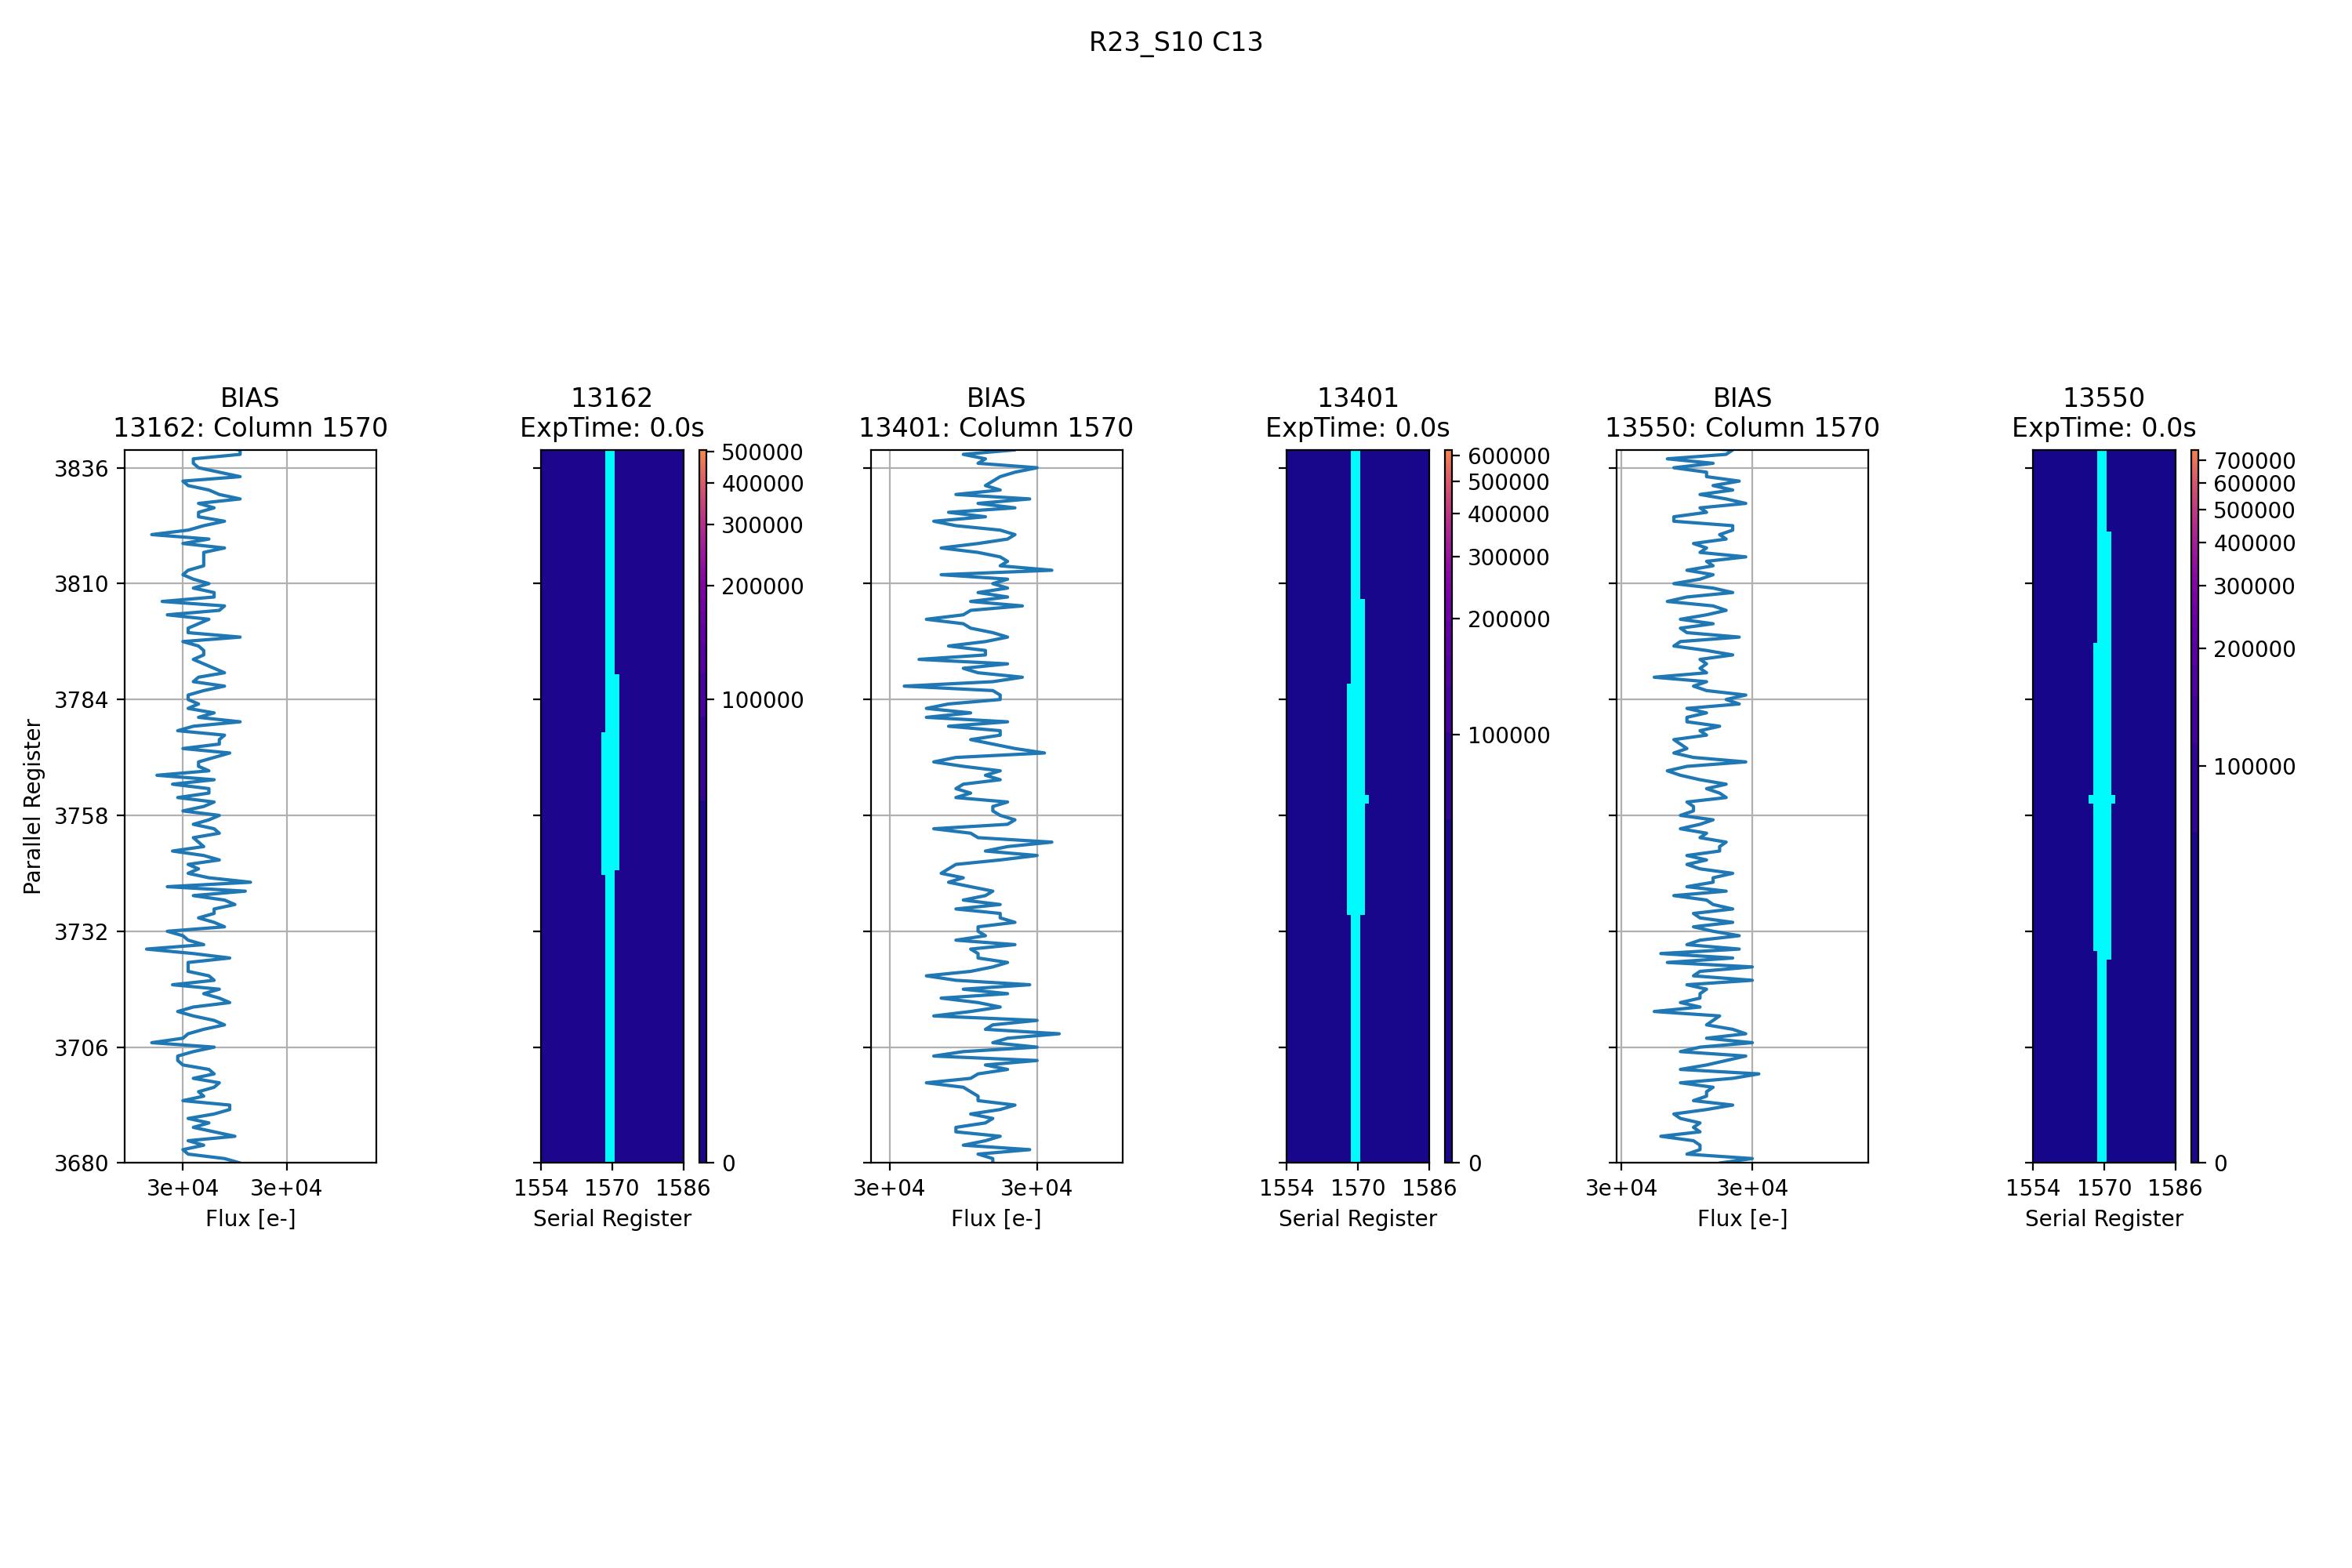 R23_S10 C13
BIAS
13162: Column 1570
13162
ExpTime: 0.0s
BIAS
13401: Column 1570
13401
ExpTime: 0.0s
BIAS
13550: Column 1570
13550
ExpTime: 0.0s
Parallel Register
3836
3810
3784
3758
3732
3706
3680
3e+04 3e+04
Flux [e-]
500000
400000
300000
200000
100000
0
1554 1570 1586
Serial Register
3e+04 3e+04
Flux [e-]
600000
500000
400000
300000
200000
100000
0
1554 1570 1586
Serial Register
3e+04 3e+04
Flux [e-]
700000
600000
500000
400000
300000
200000
100000
0
1554 1570 1586
Serial Register